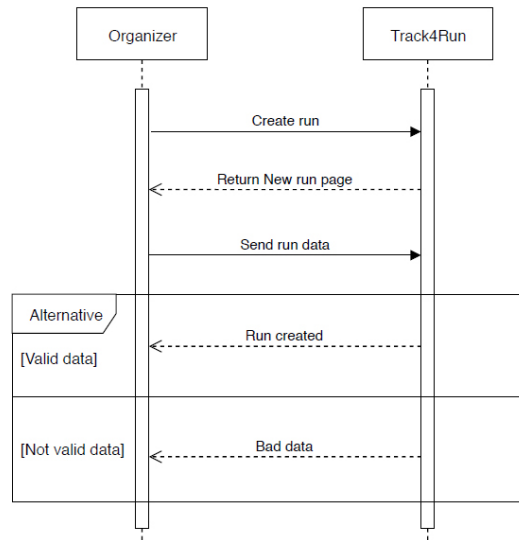 Organizer
Track4Run
Create run
Return New run page
Send run data
Alternative
Run created
[Valid data]
[Not valid data]
Bad data